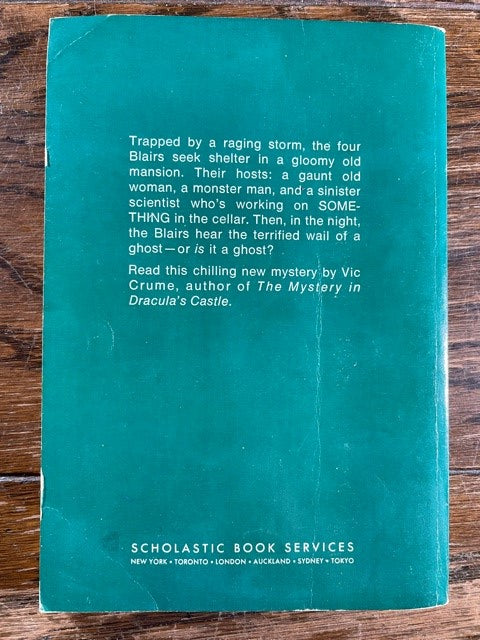 Trapped by a raging storm, the four
Blairs seek shelter in a gloomy old
mansion. Their hosts: a gaunt old
woman, a monster man, and a sinister
scientist who's working on SOME-
THING in the cellar. Then, in the night,
the Blairs hear the terrified wail of a
ghost—or is it a ghost?
Read this chilling new mystery by Vic
Crume, author of The Mystery in
Dracula's Castle.
SCHOLASTIC BOOK SERVICES
NEW YORK • TORONTO • LONDON • AUCKLAND • SYDNEY • TOKYO